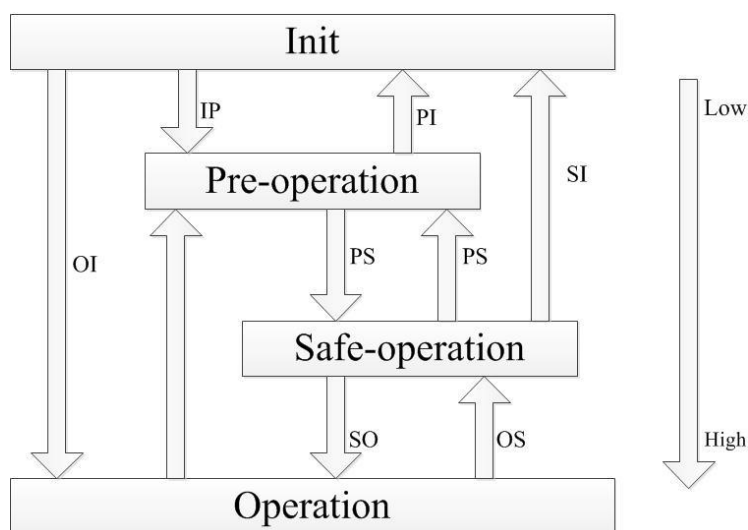 Init
IP
PI
Low
Pre-operation
SI
OI
PS
PS
Safe-operation
SO
OS
High
Operation